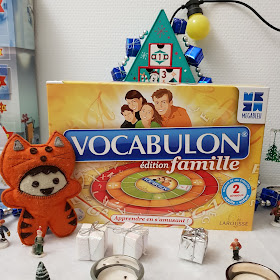 MEGABLEU
VOCABULON
édition famille
2
Apprendre en s'amusant !
LAROUSSE